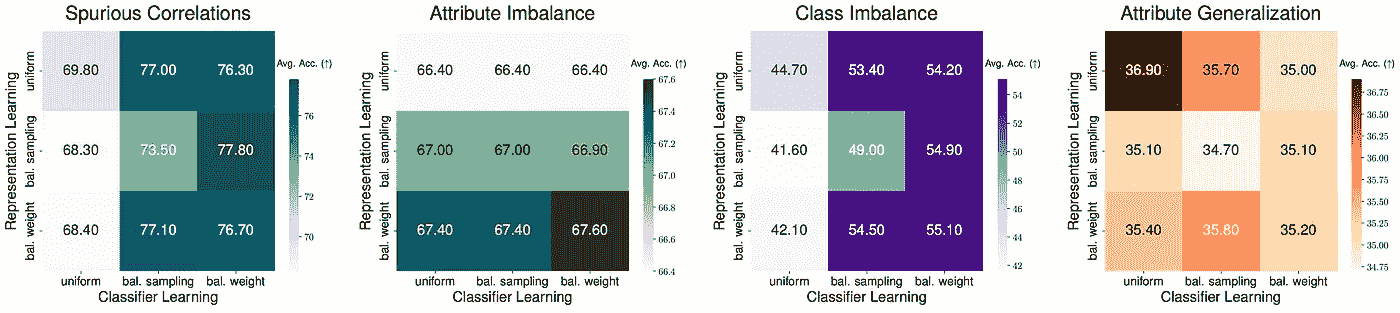 Spurious Correlations
Representation Learning
uniform
bal. sampling
bal. weight
69.80 77.00 76.30
68.30 73.50 77.80
68.40 77.10 76.70
uniform bal. sampling bal. weight
Classifier Learning
Avg. Acc. (↑)
76
74
72
70
Attribute Imbalance
Representation Learning
uniform
bal. sampling
bal. weight
66.40 66.40 66.40
67.00 67.00 66.90
67.40 67.40 67.60
uniform bal. sampling bal. weight
Classifier Learning
Avg. Acc. (↑)
67.6
67.4
67.2
67.0
66.8
66.6
66.4
Class Imbalance
Representation Learning
uniform
bal. sampling
bal. weight
44.70 53.40 54.20
41.60 49.00 54.90
42.10 54.50 55.10
uniform bal. sampling bal. weight
Classifier Learning
Avg. Acc. (↑)
54
52
50
48
46
44
42
Attribute Generalization
Representation Learning
uniform
bal. sampling
bal. weight
36.90 35.70 35.00
35.10 34.70 35.10
35.40 35.80 35.20
uniform bal. sampling bal. weight
Classifier Learning
Avg. Acc. (↑)
36.75
36.50
36.25
36.00
35.75
35.50
35.25
35.00
34.75